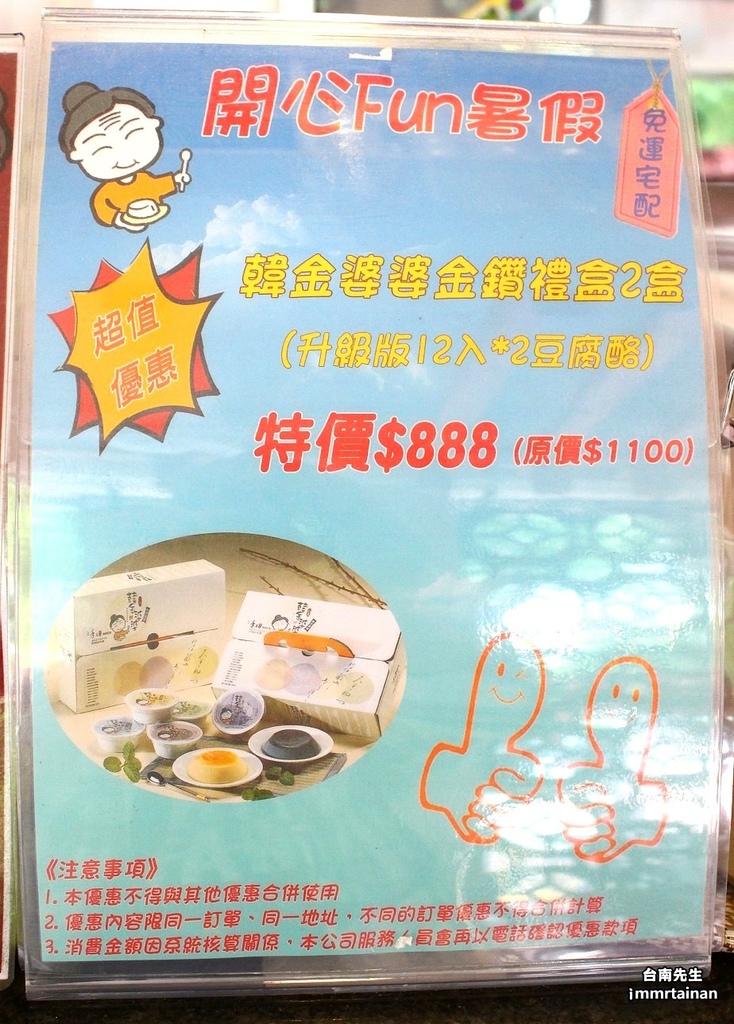 開心Fun暑假
免運宅配
韓金婆婆金鑽禮盒2盒
超值
優惠
(升級版12入*2豆腐酪)
特價$888 (原價$1100)
《注意事項》
1. 本優惠不得與其他優惠合併使用
2. 優惠內容限同一訂單、同一地址，不同的訂單優惠不得合併計算
3. 消費金額因系統核算關係，本公司服務人員會再以電話確認優惠款項
台南先生
immrtainan